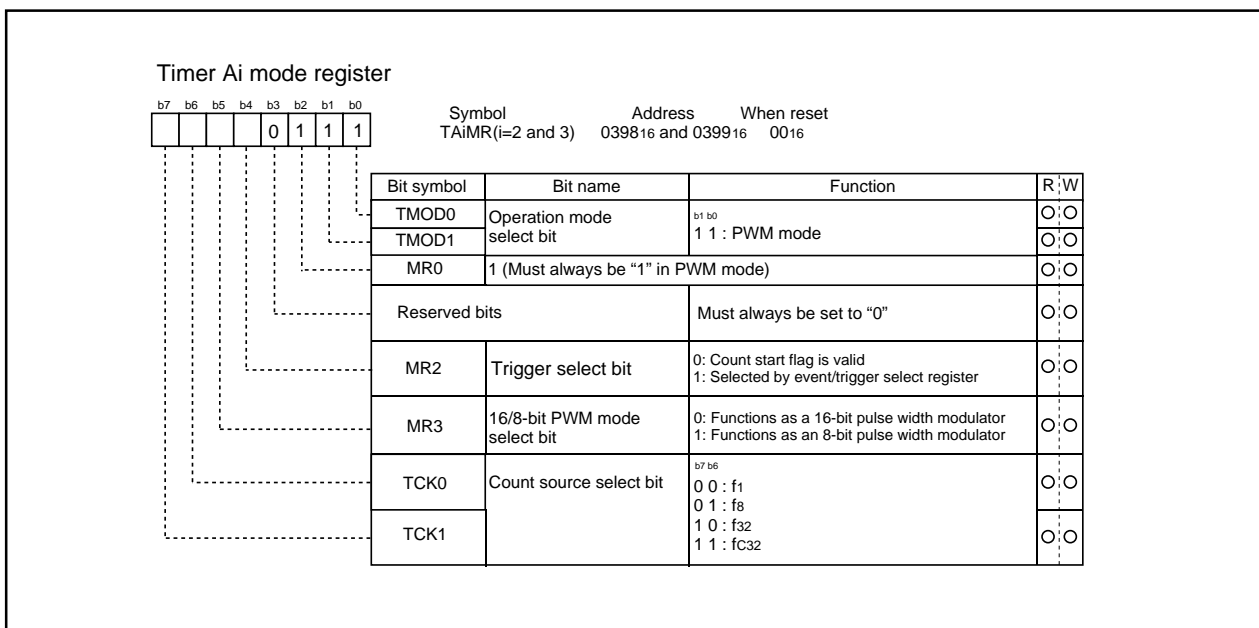 Timer Ai mode register
b7 b6 b5 b4 b3 b2 b1 b0
0 1 1 1
Symbol Address When reset
TAiMR(i=2 and 3) 039816 and 039916 0016
Bit symbol Bit name Function R W
TMOD0 Operation mode select bit b1 b0
TMOD1 1 1 : PWM mode
MR0 1 (Must always be “1” in PWM mode)
Reserved bits Must always be set to “0”
MR2 Trigger select bit 0: Count start flag is valid
1: Selected by event/trigger select register
MR3 16/8-bit PWM mode select bit 0: Functions as a 16-bit pulse width modulator
1: Functions as an 8-bit pulse width modulator
TCK0 Count source select bit b7 b6
0 0 : f1
0 1 : f8
TCK1 1 0 : f32
1 1 : fC32